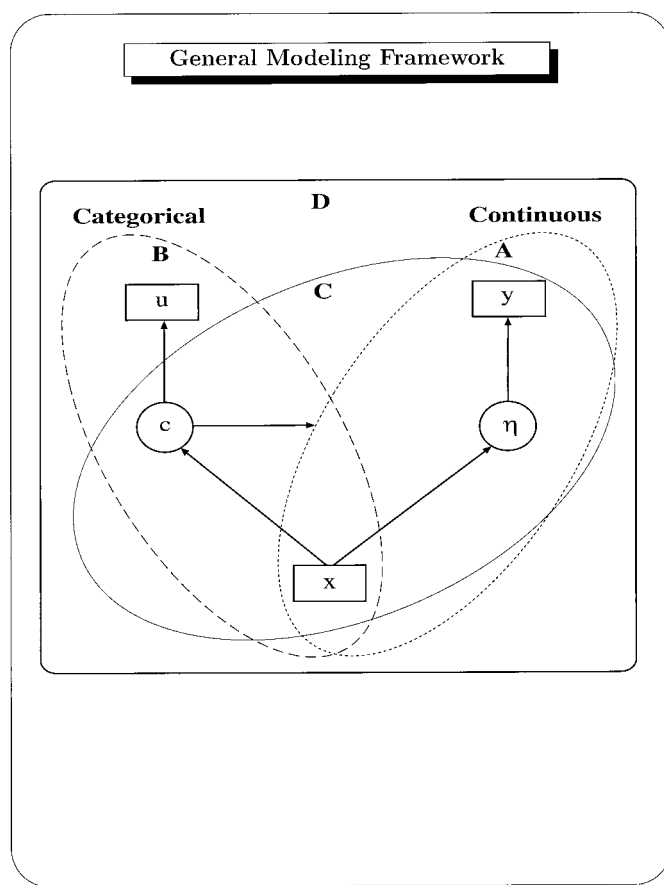 General Modeling Framework
D
Categorical
Continuous
B
A
C
u
y
c
η
x